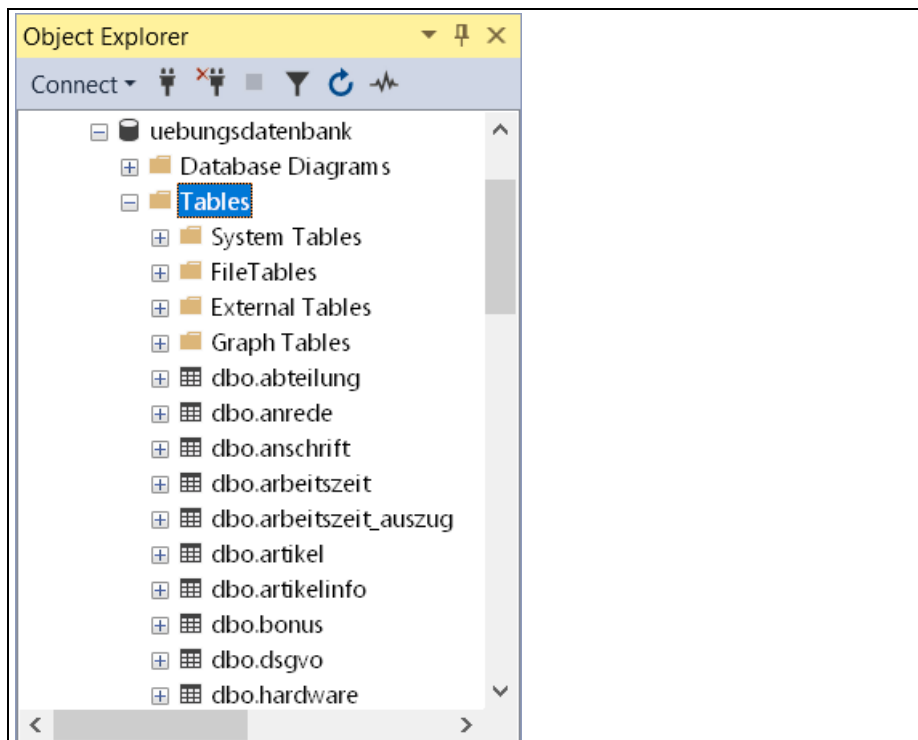 Object Explorer
Connect
uebungsdatenbank
Database Diagrams
Tables
System Tables
FileTables
External Tables
Graph Tables
dbo.abteilung
dbo.anrede
dbo.anschrift
dbo.arbeitszeit
dbo.arbeitszeit_auszug
dbo.artikel
dbo.artikelinfo
dbo.bonus
dbo.dsgvo
dbo.hardware